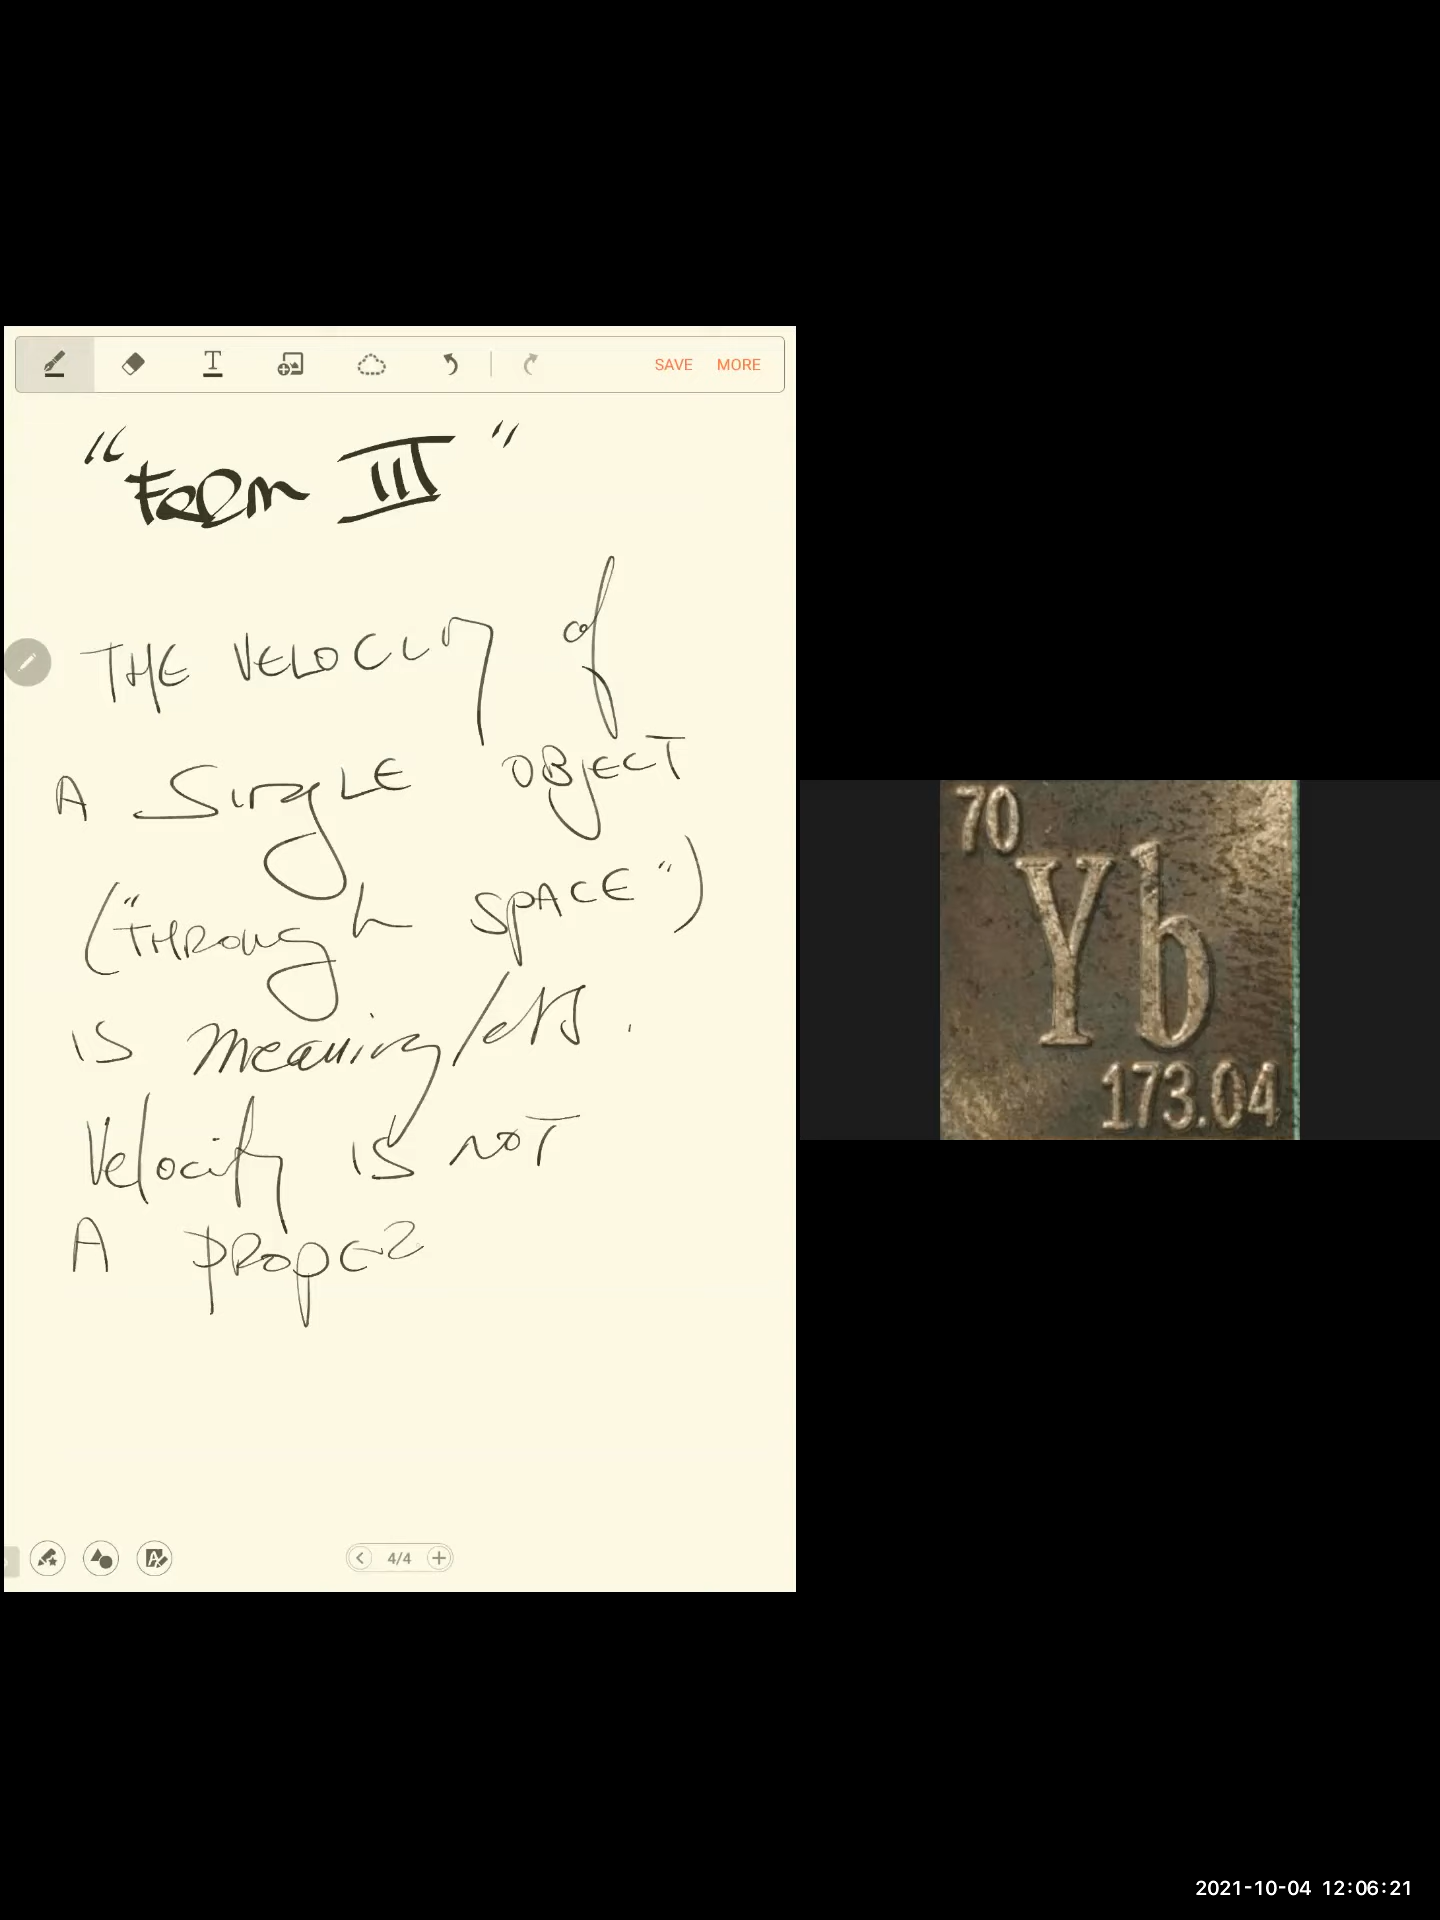 SAVE MORE
"form III"
THE VELOCITY of
A SINgLE OBJECT
("THROUgh SPACE")
IS meaningless.
Velocity IS NOT
A PROPER
4/4
70
Yb
173.04
2021-10-04 12:06:21